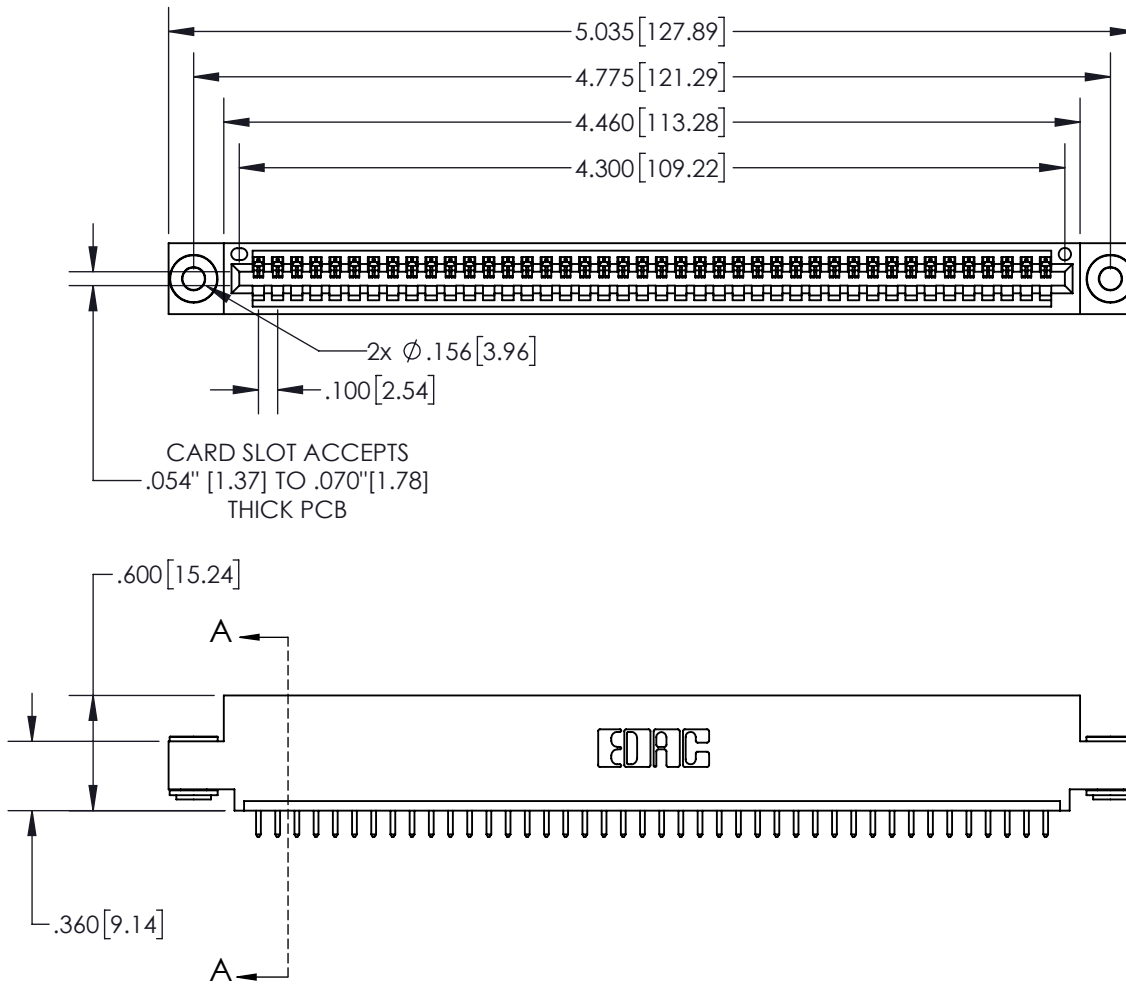 5.035[127.89]
4.775[121.29]
4.460[113.28]
4.300[109.22]
2x Ø.156[3.96]
.100[2.54]
CARD SLOT ACCEPTS
.054" [1.37] TO .070"[1.78]
THICK PCB
.600[15.24]
A
EDAC
.360[9.14]
A